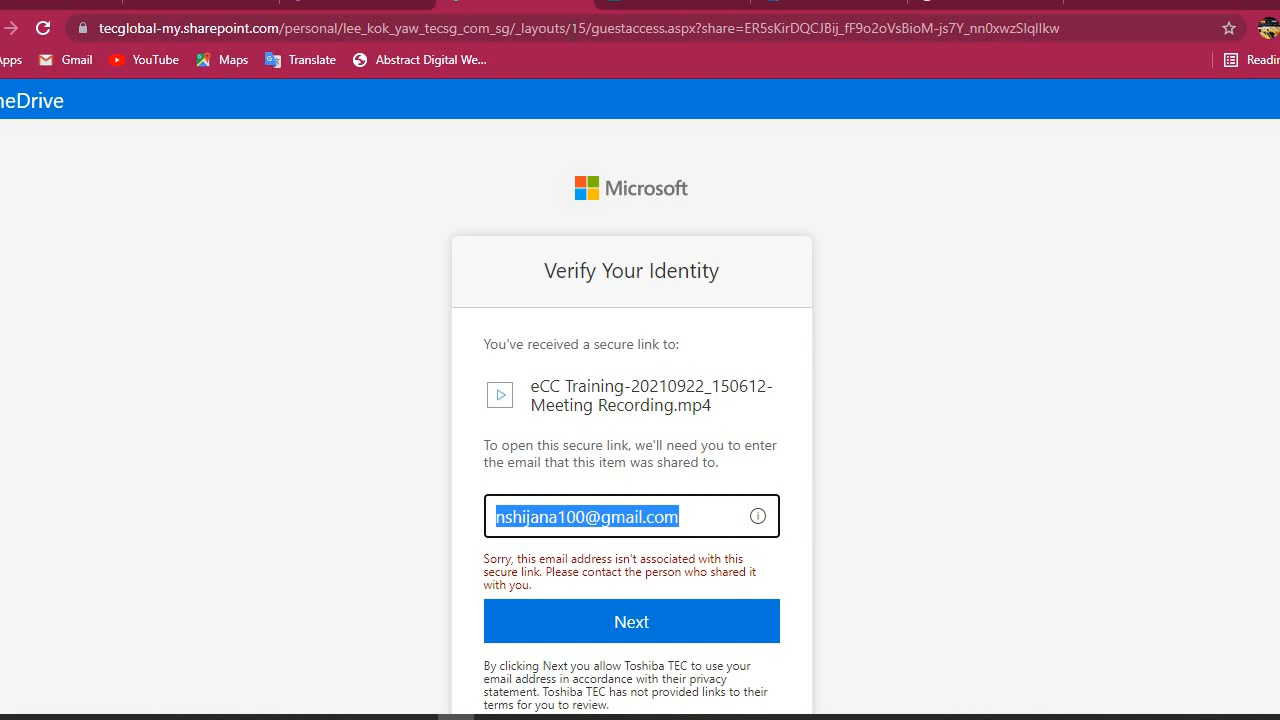 tecglobal-my.sharepoint.com/personal/lee_kok_yaw_tecsg_com_sg/_layouts/15/guestaccess.aspx?share=ER5sKirDQCJBij_fF9o2oVsBioM-js7Y_nn0xwzSlqlIkw
pps Gmail YouTube Maps Translate Abstract Digital We... Readin
neDrive
Microsoft
Verify Your Identity
You've received a secure link to:
eCC Training-20210922_150612-
Meeting Recording.mp4
To open this secure link, we'll need you to enter
the email that this item was shared to.
nshijana100@gmail.com
Sorry, this email address isn't associated with this
secure link. Please contact the person who shared it
with you.
Next
By clicking Next you allow Toshiba TEC to use your
email address in accordance with their privacy
statement. Toshiba TEC has not provided links to their
terms for you to review.